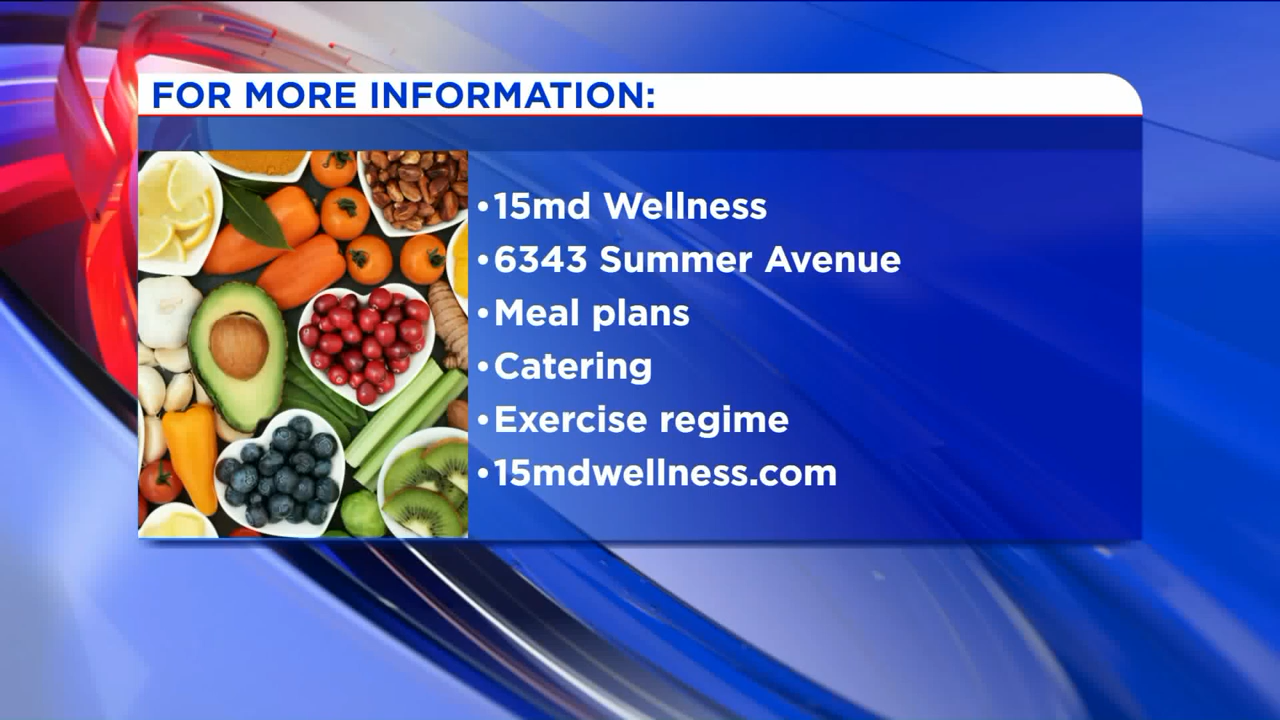 FOR MORE INFORMATION:
•15md Wellness
•6343 Summer Avenue
•Meal plans
•Catering
•Exercise regime
•15mdwellness.com